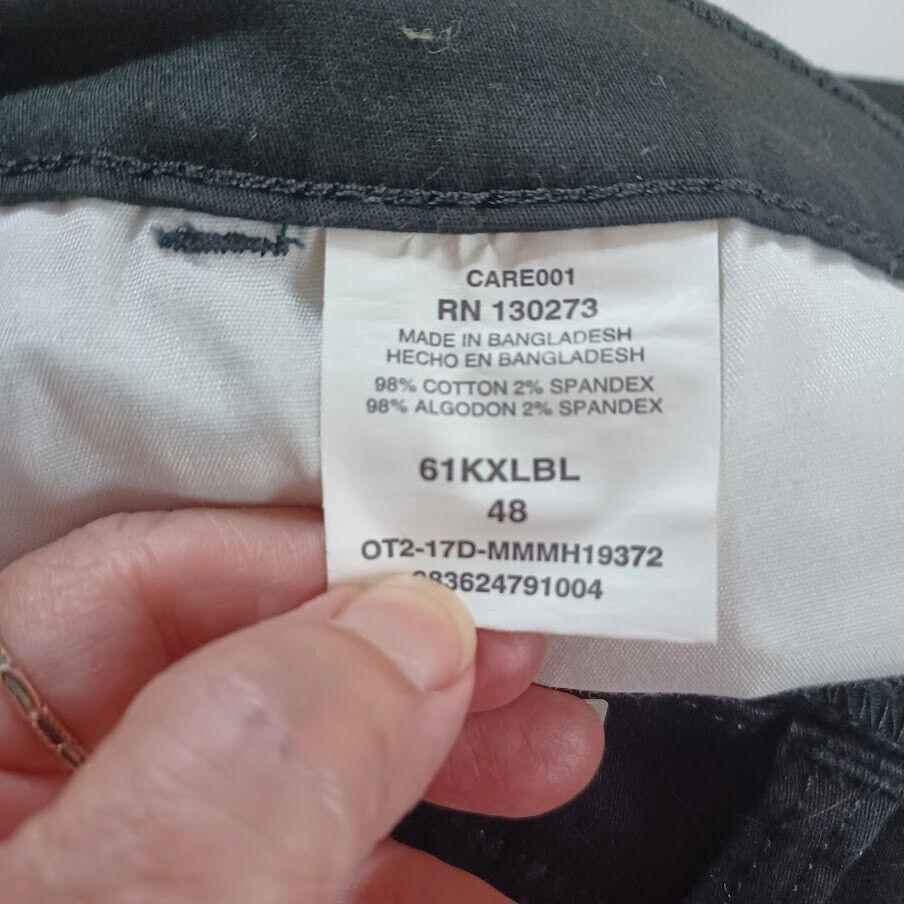 CARE001
RN 130273
MADE IN BANGLADESH
HECHO EN BANGLADESH
98% COTTON 2% SPANDEX
98% ALGODON 2% SPANDEX
61KXLBL
48
OT2-17D-MMMH19372